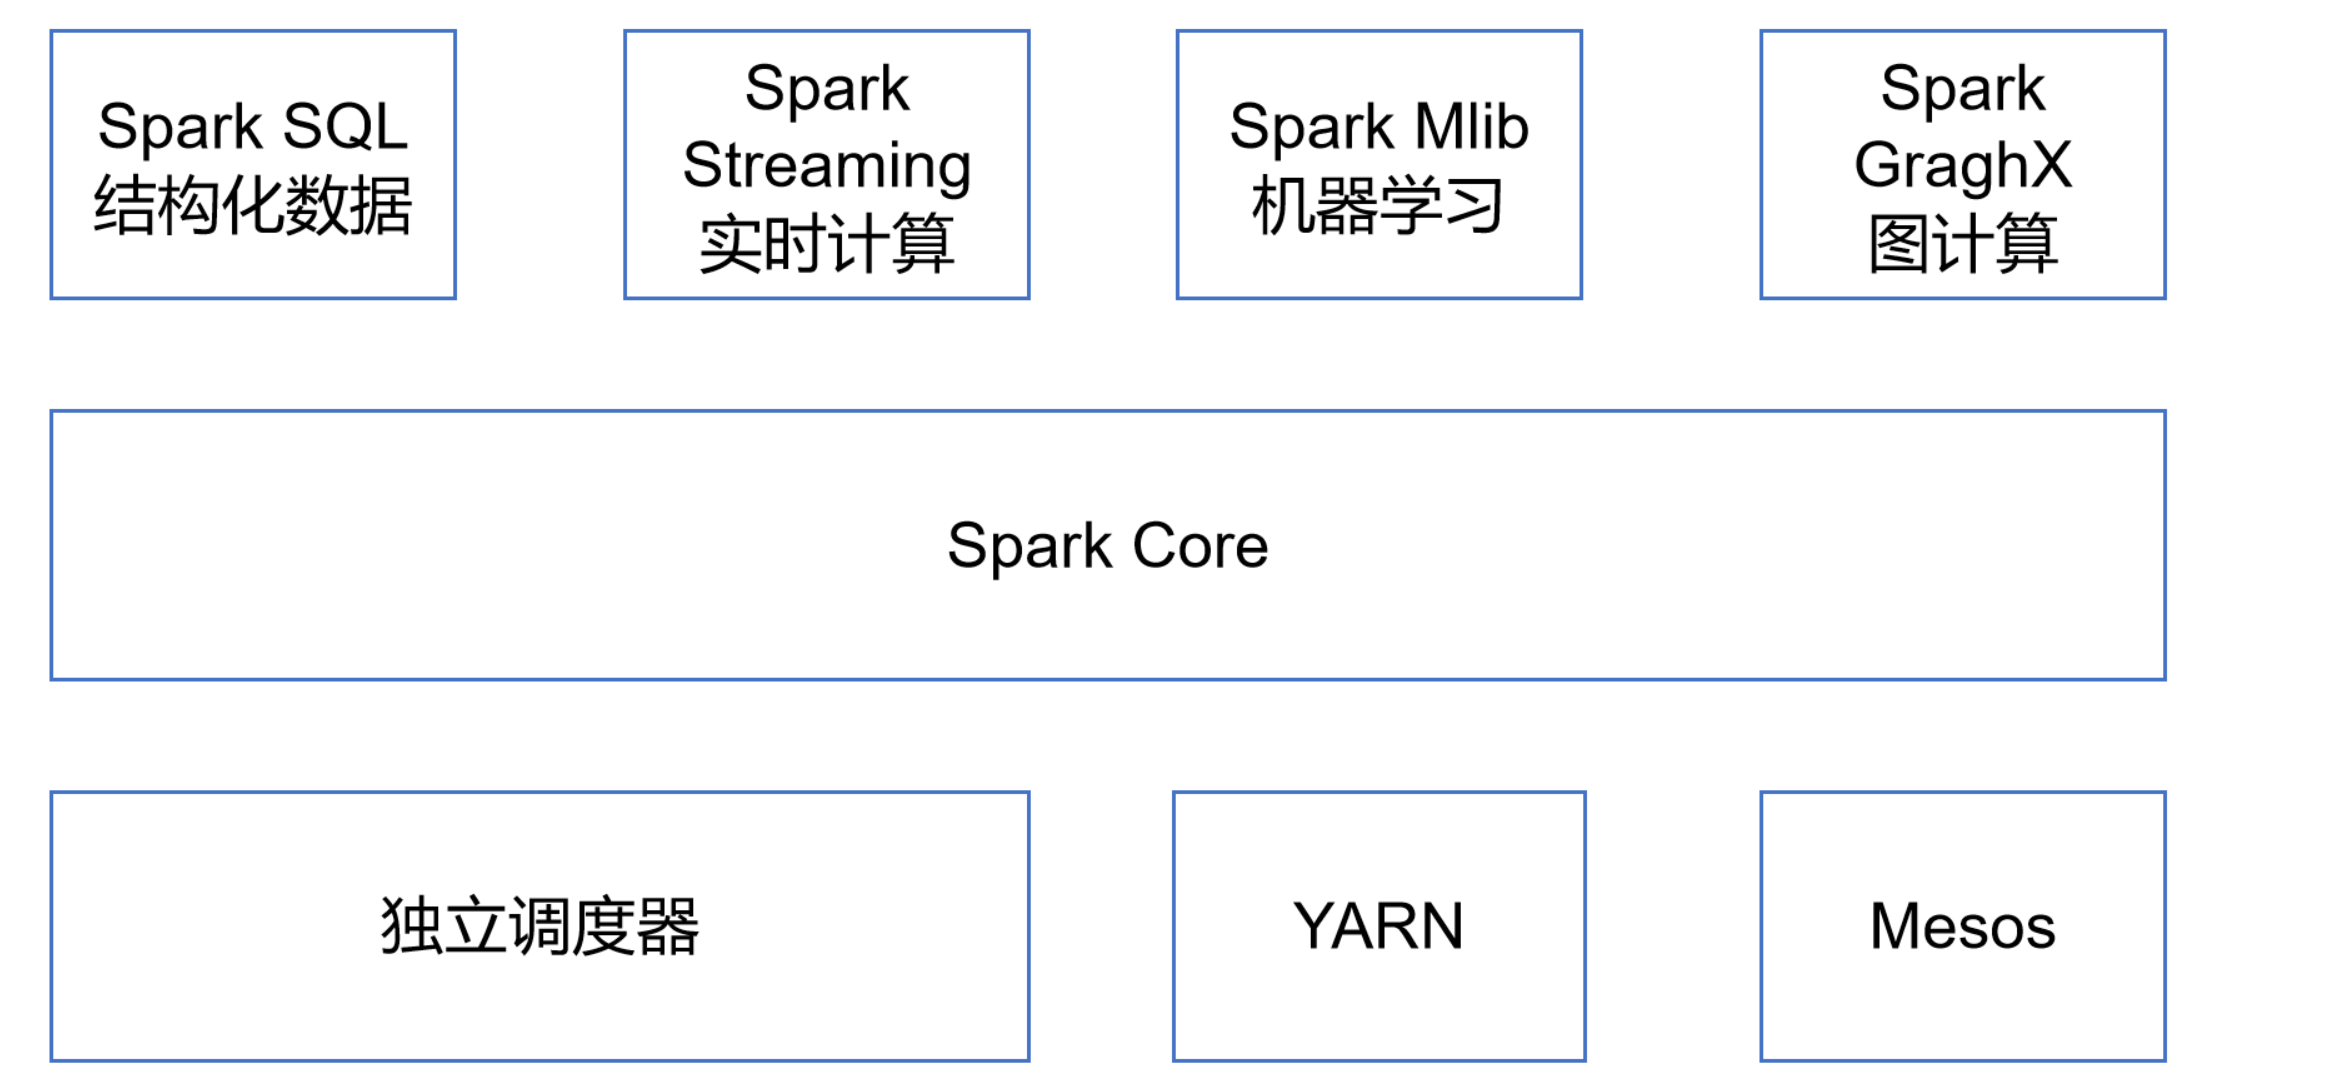 Spark SQL
结构化数据
Spark
Streaming
实时计算
Spark Mlib
机器学习
Spark
GraghX
图计算
Spark Core
独立调度器
YARN
Mesos